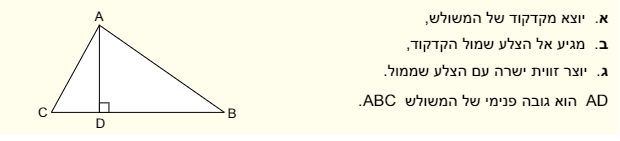 א. יוצא מקדקוד של המשולש,
ב. מגיע אל הצלע שמול הקדקוד,
ג. יוצר זווית ישרה עם הצלע שממול.
AD הוא גובה פנימי של המשולש ABC.
A
C
D
B